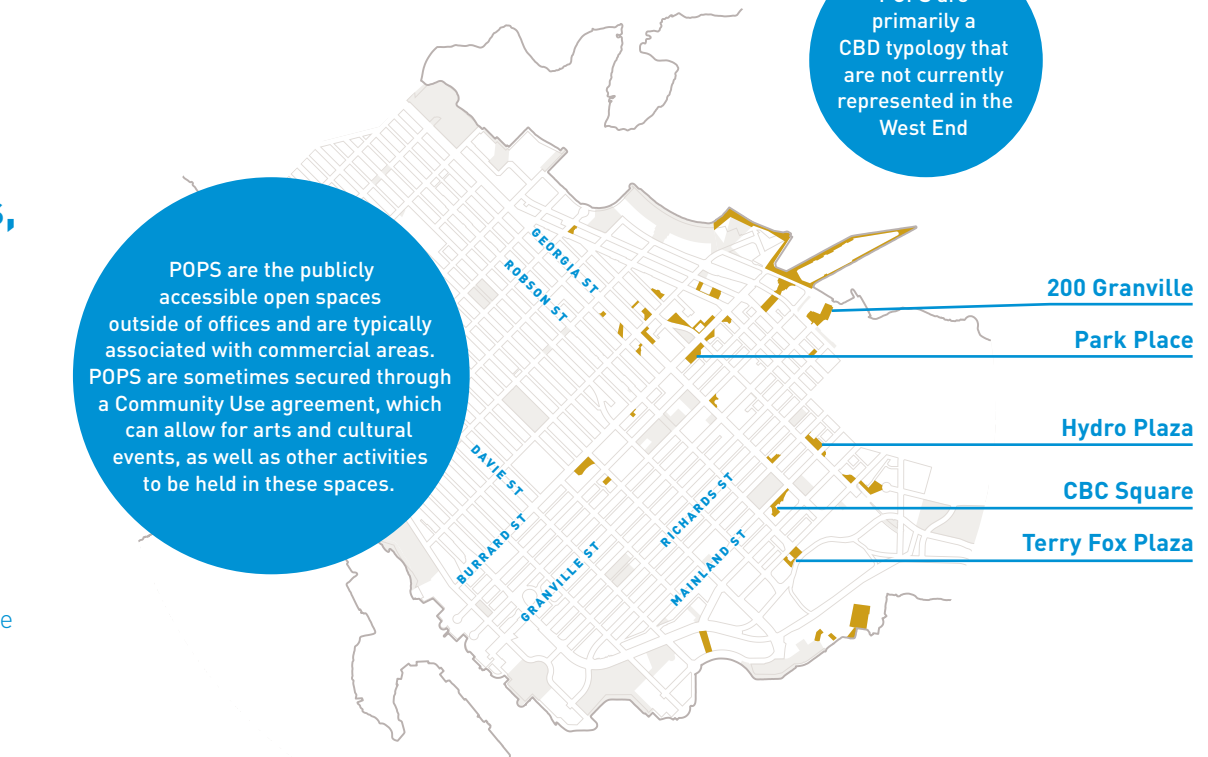 POPS are
primarily a
CBD typology that
are not currently
represented in the
West End
s,
POPS are the publicly
accessible open spaces
outside of offices and are typically
associated with commercial areas.
POPS are sometimes secured through
a Community Use agreement, which
can allow for arts and cultural
events, as well as other activities
to be held in these spaces.
e
GEORGIA ST
ROBSON ST
DAVIE ST
BURRARD ST
GRANVILLE ST
RICHARDS ST
MAINLAND ST
200 Granville
Park Place
Hydro Plaza
CBC Square
Terry Fox Plaza